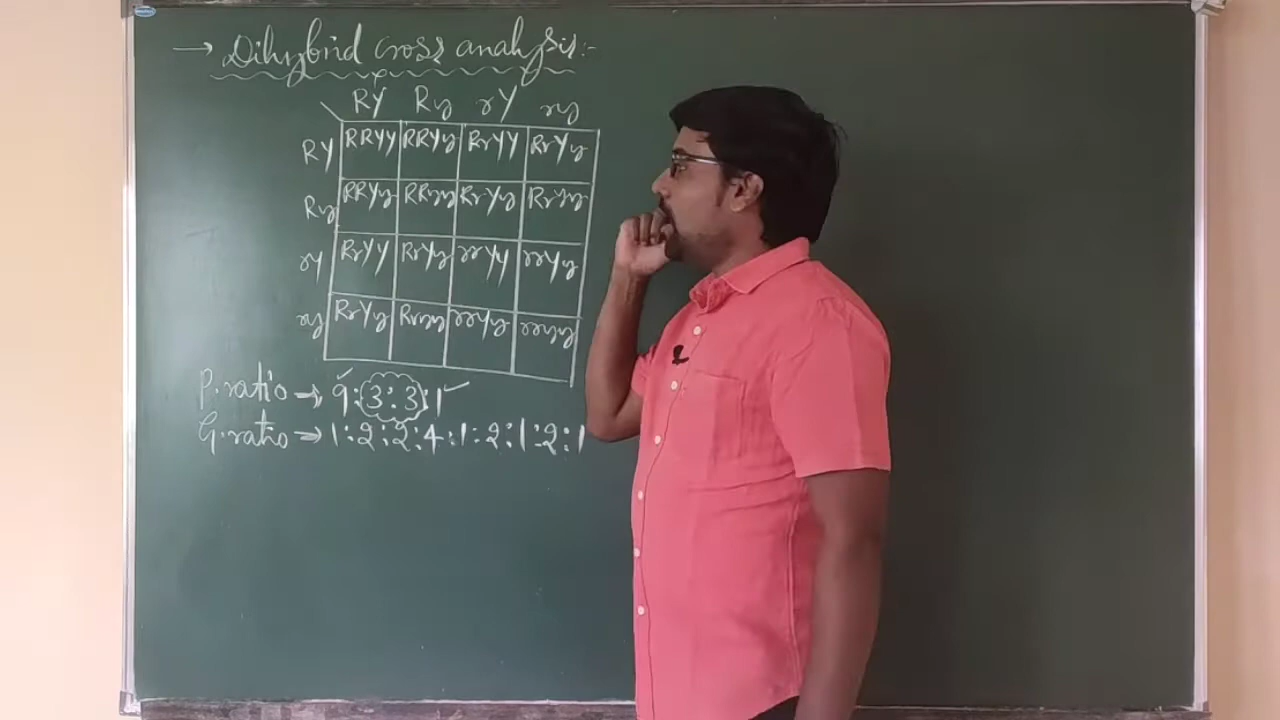 → Dihybrid cross analysis:-
RY Ry rY ry
RY RRYY RRYy RrYY RrYy
Ry RRYy RRyy RrYy Rryy
rY RrYY RrYy rrYY rrYy
ry RrYy Rryy rrYy rryy
P. ratio → 9:3:3:1
G. ratio → 1:2:2:4:1:2:1:2:1